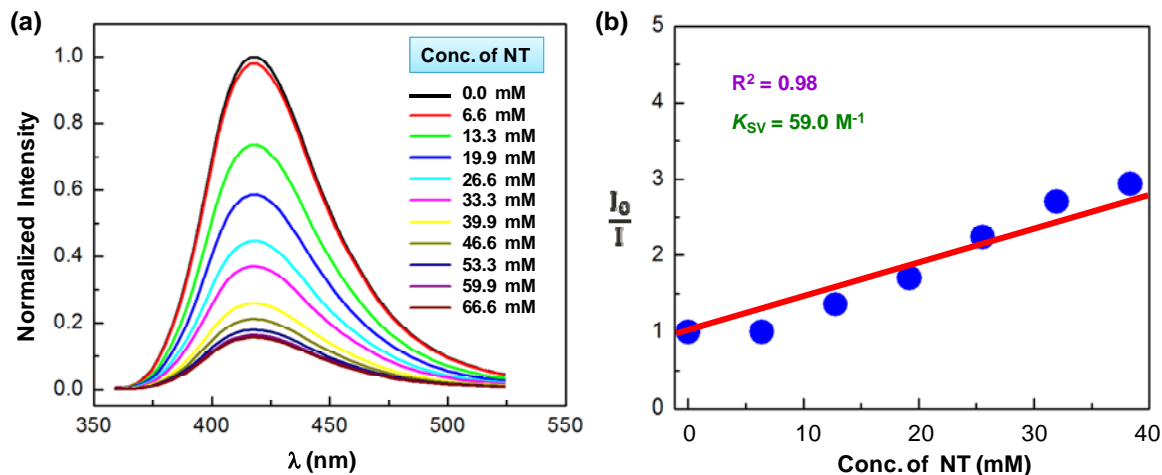 (a)
Normalized Intensity
1.0
0.8
0.6
0.4
0.2
0.0
350
400
450
500
550
λ (nm)
Conc. of NT
0.0 mM
6.6 mM
13.3 mM
19.9 mM
26.6 mM
33.3 mM
39.9 mM
46.6 mM
53.3 mM
59.9 mM
66.6 mM
(b)
I₀
I
5
4
3
2
1
0
R² = 0.98
K_SV = 59.0 M⁻¹
0
10
20
30
40
Conc. of NT (mM)